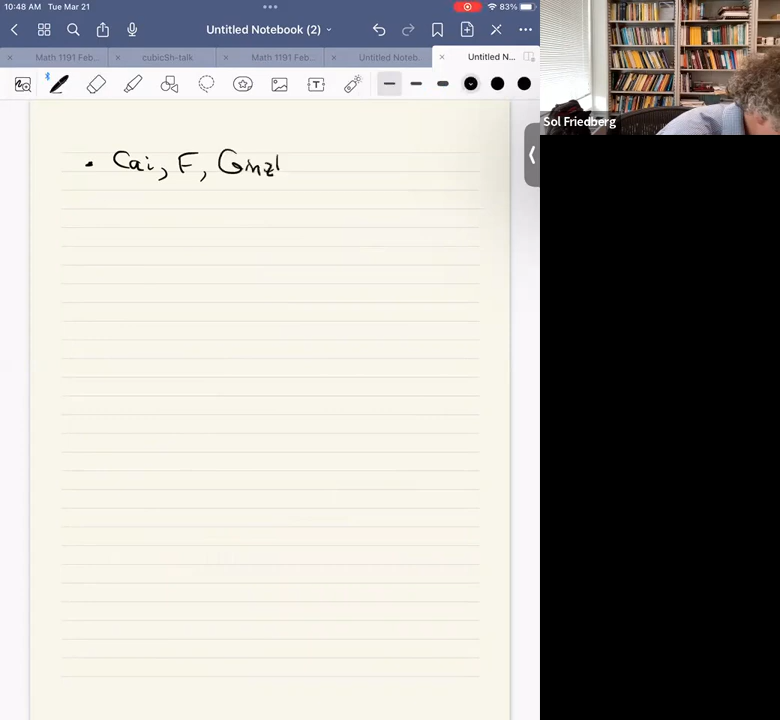 10:48 AM Tue Mar 21
83%
Untitled Notebook (2)
Math 1191 Feb...
cubicSh-talk
Math 1191 Feb...
Untitled Noteb...
Untitled N...
Sol Friedberg
• Cai, F, Ginzl